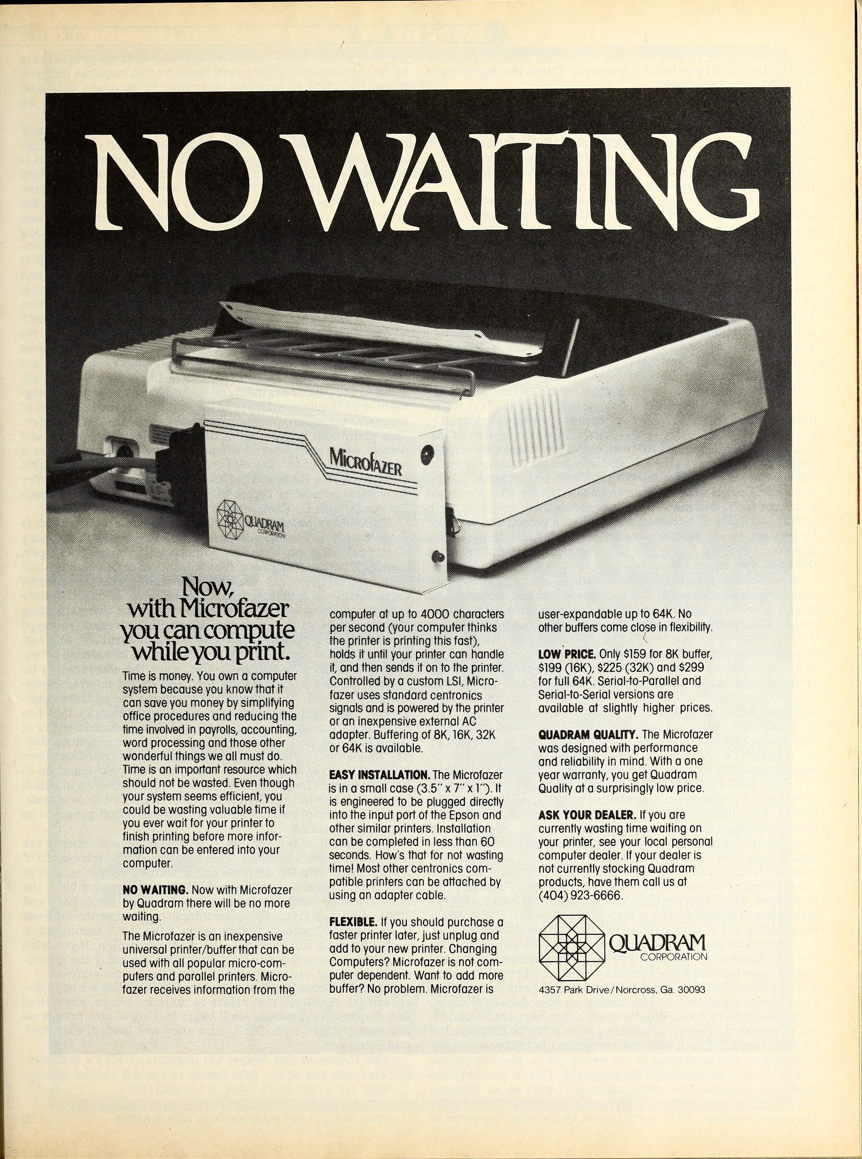 NO WAITING
MICROFAZER
QUADRAM
CORPORATION
Now,
with Microfazer
you can compute
while you print.
Time is money. You own a computer
system because you know that it
can save you money by simplifying
office procedures and reducing the
time involved in payrolls, accounting,
word processing and those other
wonderful things we all must do.
Time is an important resource which
should not be wasted. Even though
your system seems efficient, you
could be wasting valuable time if
you ever wait for your printer to
finish printing before more infor-
mation can be entered into your
computer.
NO WAITING. Now with Microfazer
by Quadram there will be no more
waiting.
The Microfazer is an inexpensive
universal printer/buffer that can be
used with all popular micro-com-
puters and parallel printers. Micro-
fazer receives information from the
computer at up to 4000 characters
per second (your computer thinks
the printer is printing this fast),
holds it until your printer can handle
it, and then sends it on to the printer.
Controlled by a custom LSI, Micro-
fazer uses standard centronics
signals and is powered by the printer
or an inexpensive external AC
adapter. Buffering of 8K, 16K, 32K
or 64K is available.
EASY INSTALLATION. The Microfazer
is in a small case (3.5" x 7" x 1"). It
is engineered to be plugged directly
into the input port of the Epson and
other similar printers. Installation
can be completed in less than 60
seconds. How's that for not wasting
time! Most other centronics com-
patible printers can be attached by
using an adapter cable.
FLEXIBLE. If you should purchase a
faster printer later, just unplug and
add to your new printer. Changing
Computers? Microfazer is not com-
puter dependent. Want to add more
buffer? No problem. Microfazer is
user-expandable up to 64K. No
other buffers come close in flexibility.
LOW PRICE. Only $159 for 8K buffer,
$199 (16K), $225 (32K) and $299
for full 64K. Serial-to-Parallel and
Serial-to-Serial versions are
available at slightly higher prices.
QUADRAM QUALITY. The Microfazer
was designed with performance
and reliability in mind. With a one
year warranty, you get Quadram
Quality at a surprisingly low price.
ASK YOUR DEALER. If you are
currently wasting time waiting on
your printer, see your local personal
computer dealer. If your dealer is
not currently stocking Quadram
products, have them call us at
(404) 923-6666.
QUADRAM
CORPORATION
4357 Park Drive/Norcross, Ga. 30093